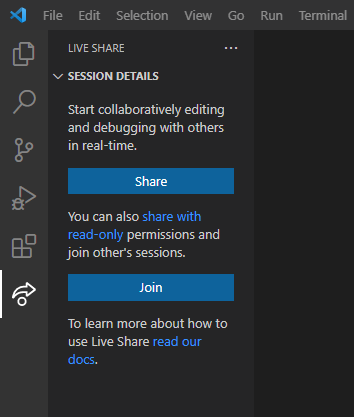 File Edit Selection View Go Run Terminal
LIVE SHARE ...
SESSION DETAILS
Start collaboratively editing
and debugging with others
in real-time.
Share
You can also share with
read-only permissions and
join other's sessions.
Join
To learn more about how to
use Live Share read our
docs.